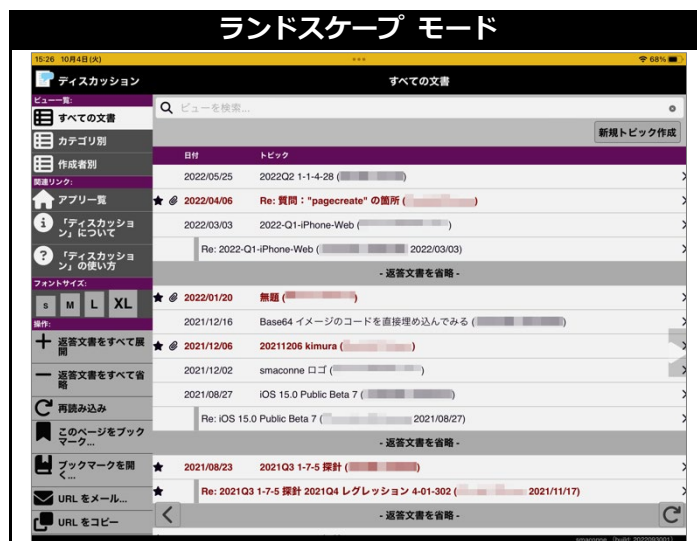 ランドスケープ モード
15:26 10月4日(火)
68%
ディスカッション
すべての文書
ビュー一覧:
すべての文書
カテゴリ別
作成者別
関連リンク:
アプリ一覧
「ディスカッショ
ン」について
「ディスカッショ
ン」の使い方
フォントサイズ:
S M L XL
操作:
返答文書をすべて展
開
返答文書をすべて省
略
再読み込み
このページをブック
マーク...
ブックマークを開
く...
URL をメール...
URL をコピー
ビューを検索...
新規トピック作成
日付 トピック
2022/05/25 2022Q2 1-1-4-28 ( )
2022/04/06 Re: 質問："pagecreate" の箇所 ( )
2022/03/03 2022-Q1-iPhone-Web ( )
Re: 2022-Q1-iPhone-Web ( 2022/03/03)
- 返答文書を省略 -
2022/01/20 無題 ( )
2021/12/16 Base64 イメージのコードを直接埋め込んでみる ( )
2021/12/06 20211206 kimura ( )
2021/12/02 smaconne ロゴ ( )
2021/08/27 iOS 15.0 Public Beta 7 ( )
Re: iOS 15.0 Public Beta 7 ( 2021/08/27)
- 返答文書を省略 -
2021/08/23 2021Q3 1-7-5 探針 ( )
Re: 2021Q3 1-7-5 探針 2021Q4 レグレッション 4-01-302 ( 2021/11/17)
- 返答文書を省略 -
smaconne (build: 2022093001)